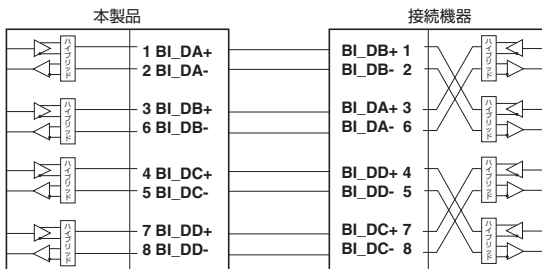 本製品
接続機器
ハイブリッド
1 BI_DA+
2 BI_DA-
ハイブリッド
3 BI_DB+
6 BI_DB-
ハイブリッド
4 BI_DC+
5 BI_DC-
ハイブリッド
7 BI_DD+
8 BI_DD-
BI_DB+ 1
BI_DB- 2
ハイブリッド
BI_DA+ 3
BI_DA- 6
ハイブリッド
BI_DD+ 4
BI_DD- 5
ハイブリッド
BI_DC+ 7
BI_DC- 8
ハイブリッド